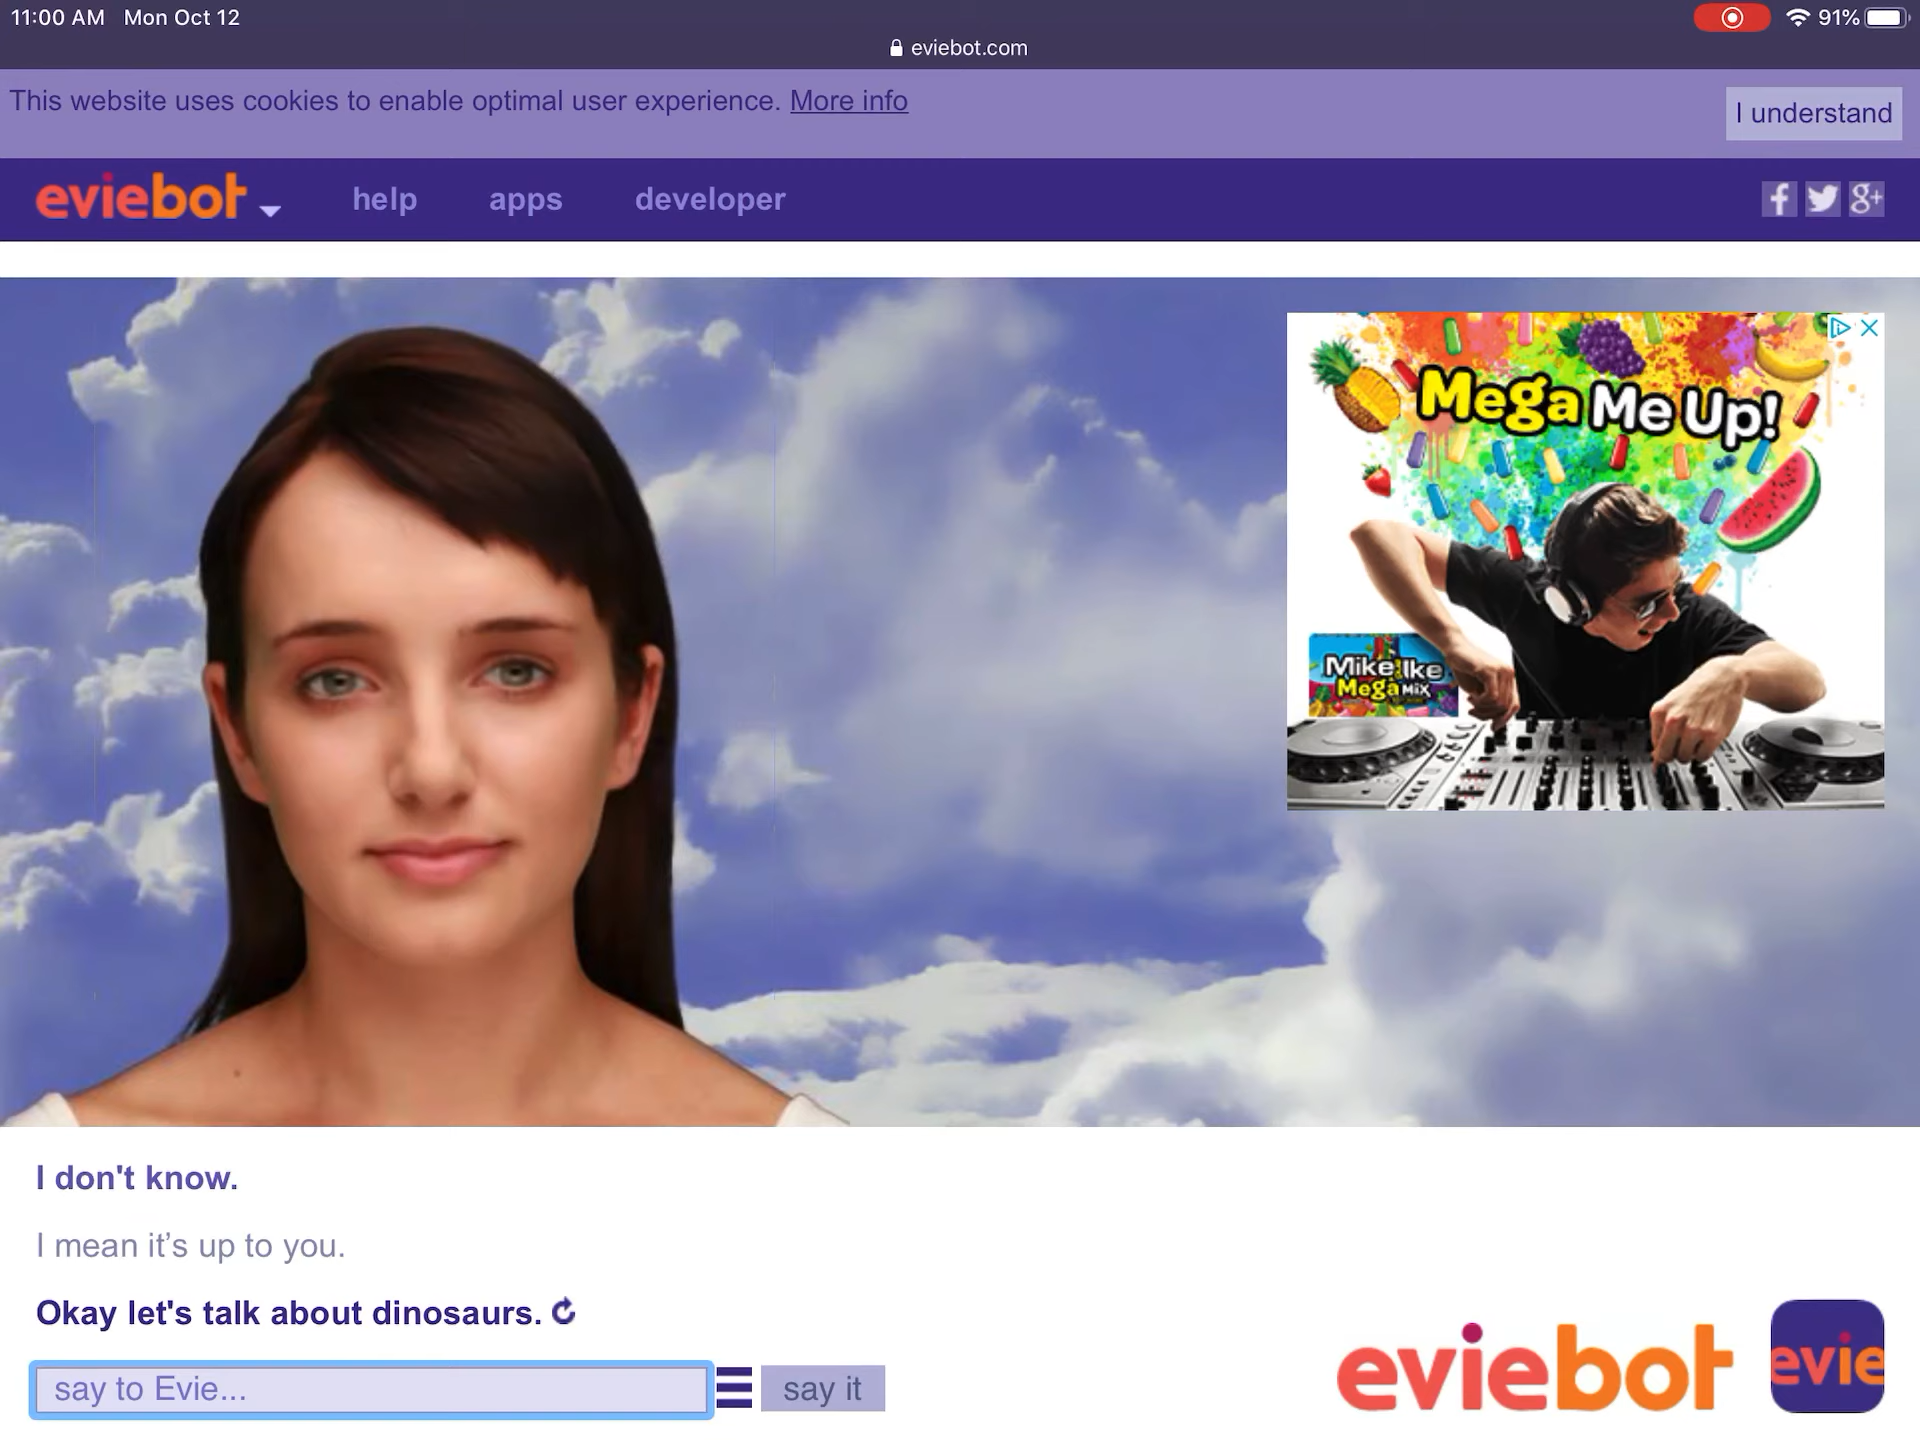 11:00 AM Mon Oct 12
91%
eviebot.com
This website uses cookies to enable optimal user experience. More info
I understand
eviebot
help
apps
developer
f
g+
Mega Me Up!
Mike and Ike
Mega Mix
I don't know.
I mean it’s up to you.
Okay let's talk about dinosaurs.
say to Evie...
say it
eviebot
evie